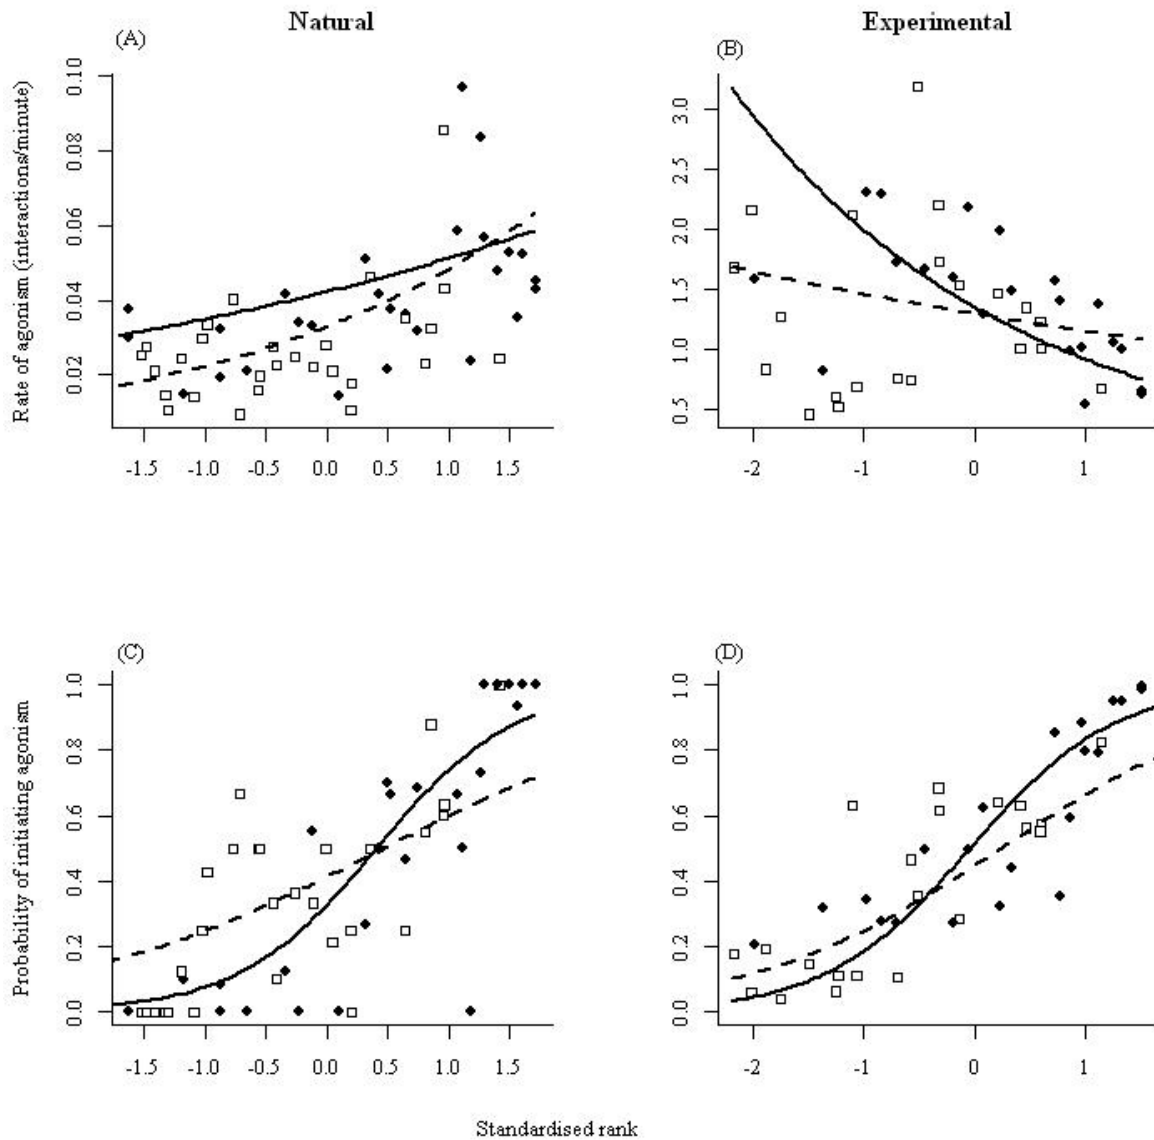 Natural
Experimental
(A)
(B)
Rate of agonism (interactions/minute)
0.10
0.08
0.06
0.04
0.02
-1.5 -1.0 -0.5 0.0 0.5 1.0 1.5
3.0
2.5
2.0
1.5
1.0
0.5
-2 -1 0 1
(C)
(D)
Probability of initiating agonism
1.0
0.8
0.6
0.4
0.2
0.0
-1.5 -1.0 -0.5 0.0 0.5 1.0 1.5
1.0
0.8
0.6
0.4
0.2
0.0
-2 -1 0 1
Standardised rank